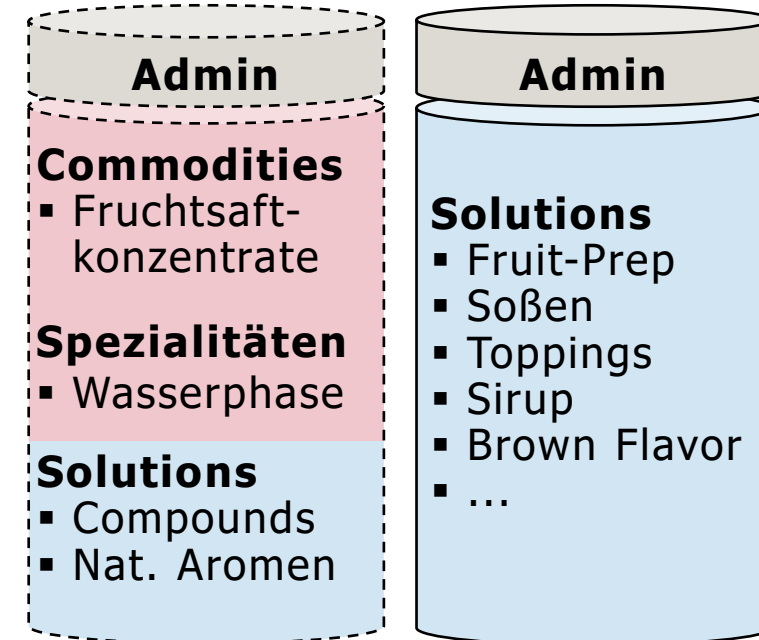 Admin
Commodities
▪ Fruchtsaft-
konzentrate
Spezialitäten
▪ Wasserphase
Solutions
▪ Compounds
▪ Nat. Aromen
Admin
Solutions
▪ Fruit-Prep
▪ Soßen
▪ Toppings
▪ Sirup
▪ Brown Flavor
▪ ...